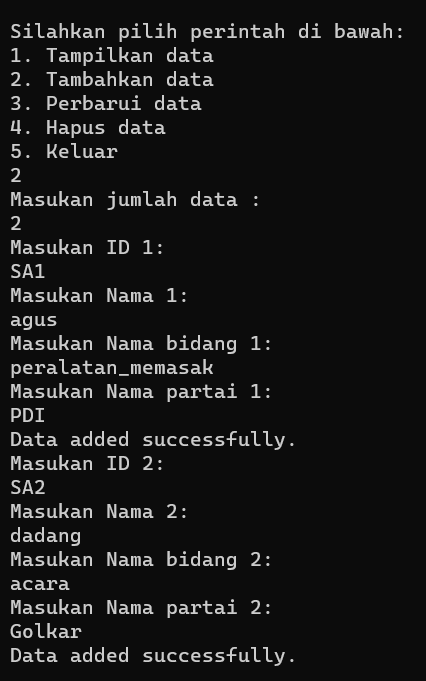 Silahkan pilih perintah di bawah:
1. Tampilkan data
2. Tambahkan data
3. Perbarui data
4. Hapus data
5. Keluar
2
Masukan jumlah data :
2
Masukan ID 1:
SA1
Masukan Nama 1:
agus
Masukan Nama bidang 1:
peralatan_memasak
Masukan Nama partai 1:
PDI
Data added successfully.
Masukan ID 2:
SA2
Masukan Nama 2:
dadang
Masukan Nama bidang 2:
acara
Masukan Nama partai 2:
Golkar
Data added successfully.